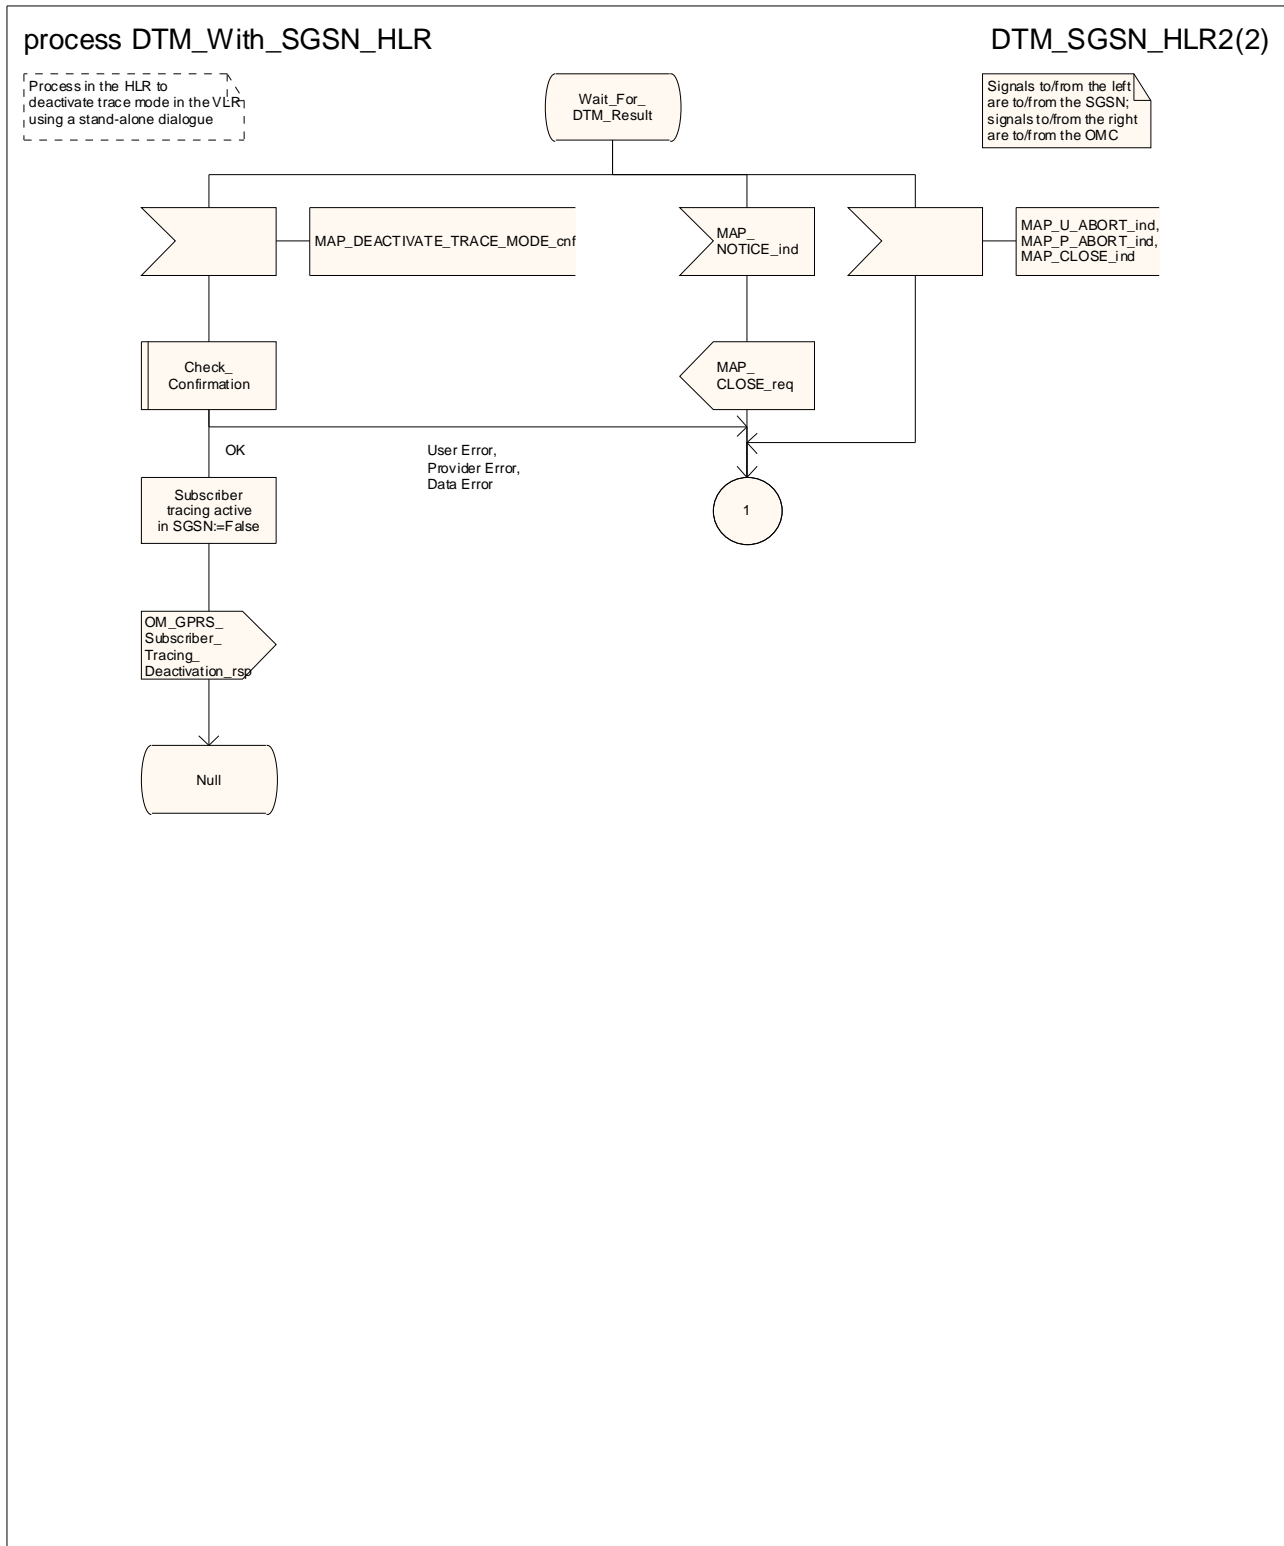 process DTM_With_SGSN_HLR
DTM_SGSN_HLR2(2)
Process in the HLR to
deactivate trace mode in the VLR
using a stand-alone dialogue
Wait_For_
DTM_Result
Signals to/from the left
are to/from the SGSN;
signals to/from the right
are to/from the OMC
MAP_DEACTIVATE_TRACE_MODE_cnf
MAP_
NOTICE_ind
MAP_U_ABORT_ind,
MAP_P_ABORT_ind,
MAP_CLOSE_ind
Check_
Confirmation
MAP_
CLOSE_req
OK
User Error,
Provider Error,
Data Error
Subscriber
tracing active
in SGSN:=False
1
OM_GPRS_
Subscriber_
Tracing_
Deactivation_rsp
Null